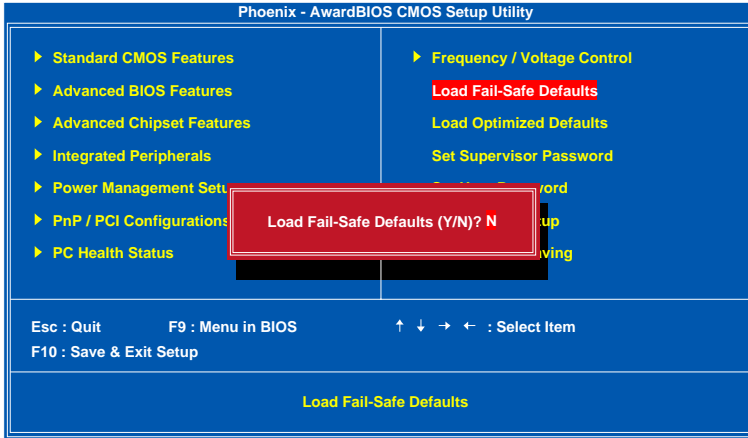 Phoenix - AwardBIOS CMOS Setup Utility
Standard CMOS Features
Advanced BIOS Features
Advanced Chipset Features
Integrated Peripherals
Power Management Setu
PnP / PCI Configurations
PC Health Status
Frequency / Voltage Control
Load Fail-Safe Defaults
Load Optimized Defaults
Set Supervisor Password
ord
up
ving
Load Fail-Safe Defaults (Y/N)? N
Esc : Quit F9 : Menu in BIOS ↑ ↓ → ← : Select Item
F10 : Save & Exit Setup
Load Fail-Safe Defaults